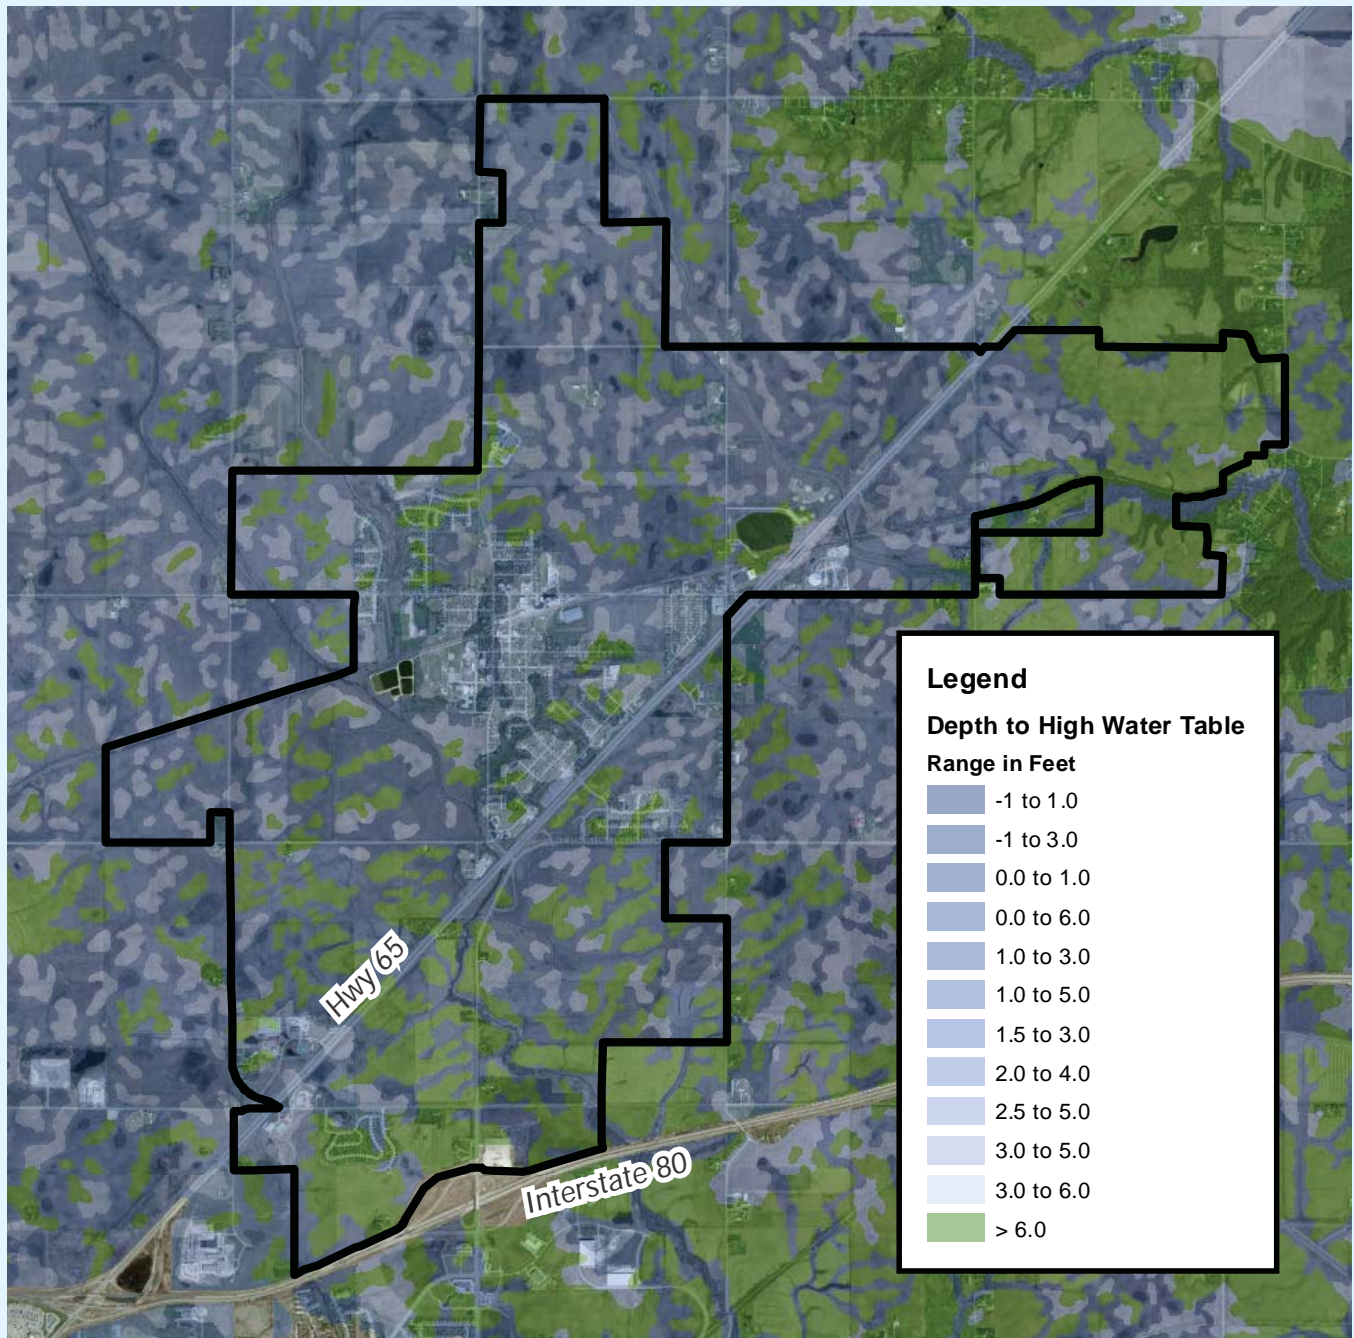 Hwy 65
Interstate 80
Legend
Depth to High Water Table
Range in Feet
-1 to 1.0
-1 to 3.0
0.0 to 1.0
0.0 to 6.0
1.0 to 3.0
1.0 to 5.0
1.5 to 3.0
2.0 to 4.0
2.5 to 5.0
3.0 to 5.0
3.0 to 6.0
> 6.0